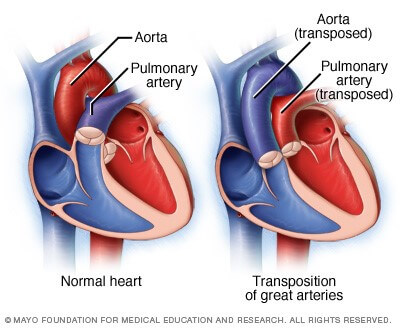 Aorta
Pulmonary
artery
Aorta
(transposed)
Pulmonary
artery
(transposed)
Normal heart
Transposition
of great arteries
© MAYO FOUNDATION FOR MEDICAL EDUCATION AND RESEARCH. ALL RIGHTS RESERVED.